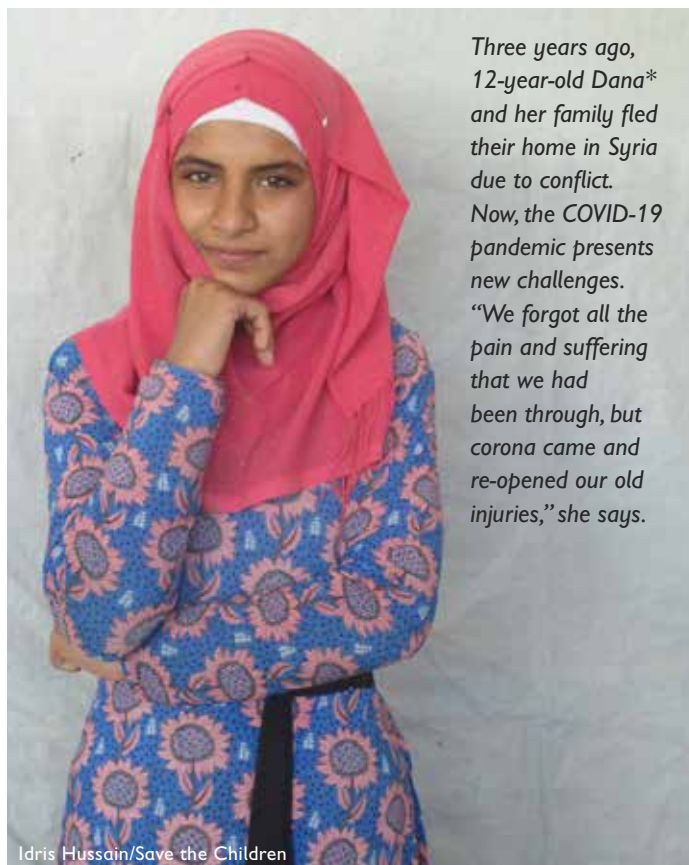 Three years ago,
12-year-old Dana*
and her family fled
their home in Syria
due to conflict.
Now, the COVID-19
pandemic presents
new challenges.
“We forgot all the
pain and suffering
that we had
been through, but
corona came and
re-opened our old
injuries,” she says.
Idris Hussain/Save the Children